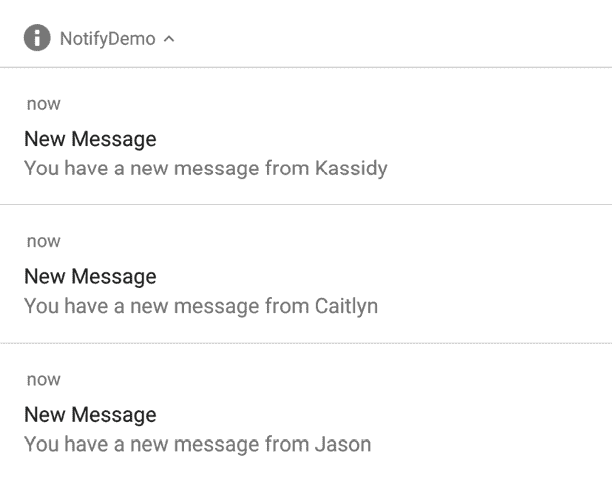 NotifyDemo
now
New Message
You have a new message from Kassidy
now
New Message
You have a new message from Caitlyn
now
New Message
You have a new message from Jason